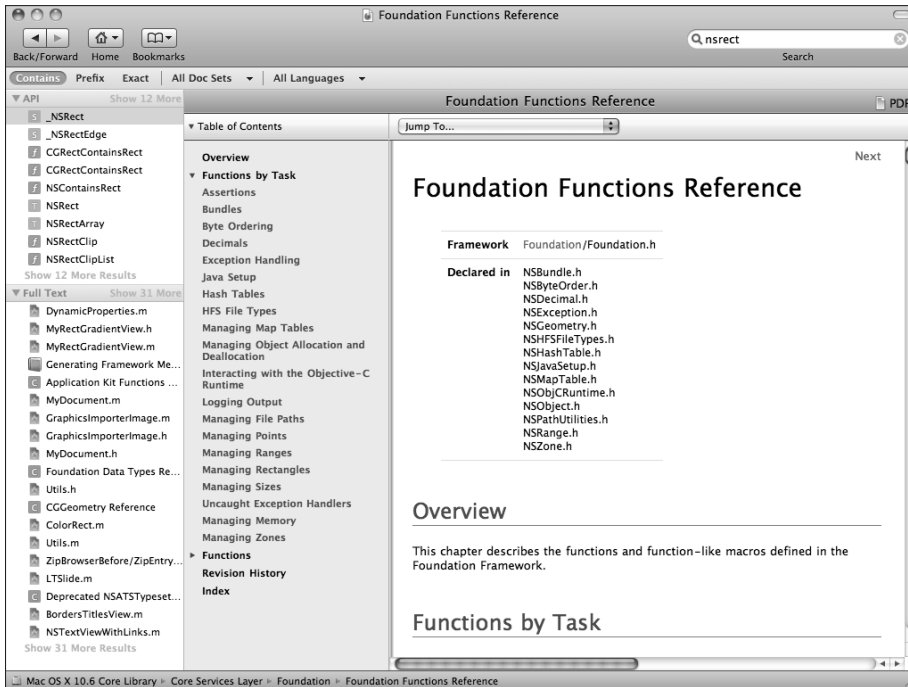 Foundation Functions Reference
nsrect
Back/Forward Home Bookmarks
Search
Contains Prefix Exact All Doc Sets All Languages
API Show 12 More
_NSRect
_NSRectEdge
CGRectContainsRect
CGRectContainsRect
NSContainsRect
NSRect
NSRectArray
NSRectClip
NSRectClipList
Show 12 More Results
Full Text Show 31 More
DynamicProperties.m
MyRectGradientView.h
MyRectGradientView.m
Generating Framework Me...
Application Kit Functions ...
MyDocument.m
GraphicsImporterImage.m
GraphicsImporterImage.h
MyDocument.h
Foundation Data Types Re...
Utils.h
CGGeometry Reference
ColorRect.m
Utils.m
ZipBrowserBefore/ZipEntry...
LTSlide.m
Deprecated NSATSTypeset...
BordersTitlesView.m
NSTextViewWithLinks.m
Show 31 More Results
Foundation Functions Reference
PDF
Table of Contents
Jump To...
Overview
Functions by Task
Assertions
Bundles
Byte Ordering
Decimals
Exception Handling
Java Setup
Hash Tables
HFS File Types
Managing Map Tables
Managing Object Allocation and
Deallocation
Interacting with the Objective-C
Runtime
Logging Output
Managing File Paths
Managing Points
Managing Ranges
Managing Rectangles
Managing Sizes
Uncaught Exception Handlers
Managing Memory
Managing Zones
Functions
Revision History
Index
Next
Foundation Functions Reference
Framework Foundation/Foundation.h
Declared in NSBundle.h
NSByteOrder.h
NSDecimal.h
NSException.h
NSGeometry.h
NSHFSFileTypes.h
NSHashTable.h
NSJavaSetup.h
NSMapTable.h
NSObjCRuntime.h
NSObject.h
NSPathUtilities.h
NSRange.h
NSZone.h
Overview
This chapter describes the functions and function-like macros defined in the
Foundation Framework.
Functions by Task
Mac OS X 10.6 Core Library Core Services Layer Foundation Foundation Functions Reference